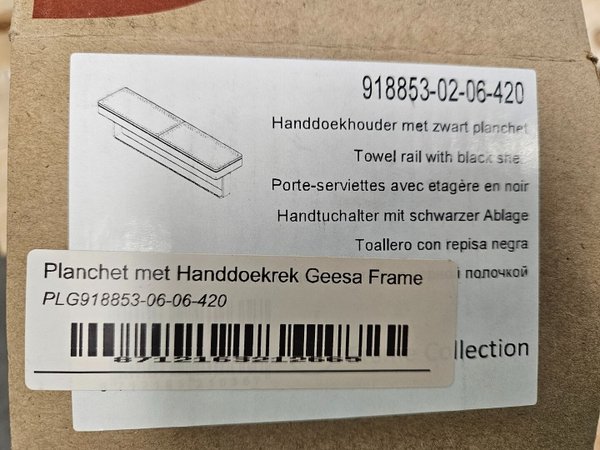 918853-02-06-420
Handdoekhouder met zwart planchet
Towel rail with black she
Porte-serviettes avec etagère en noir
Handtuchalter mit schwarzer Ablage
Toallero con repisa negra
полочкой
Planchet met Handdoekrek Geesa Frame
PLG918853-06-06-420
Collection